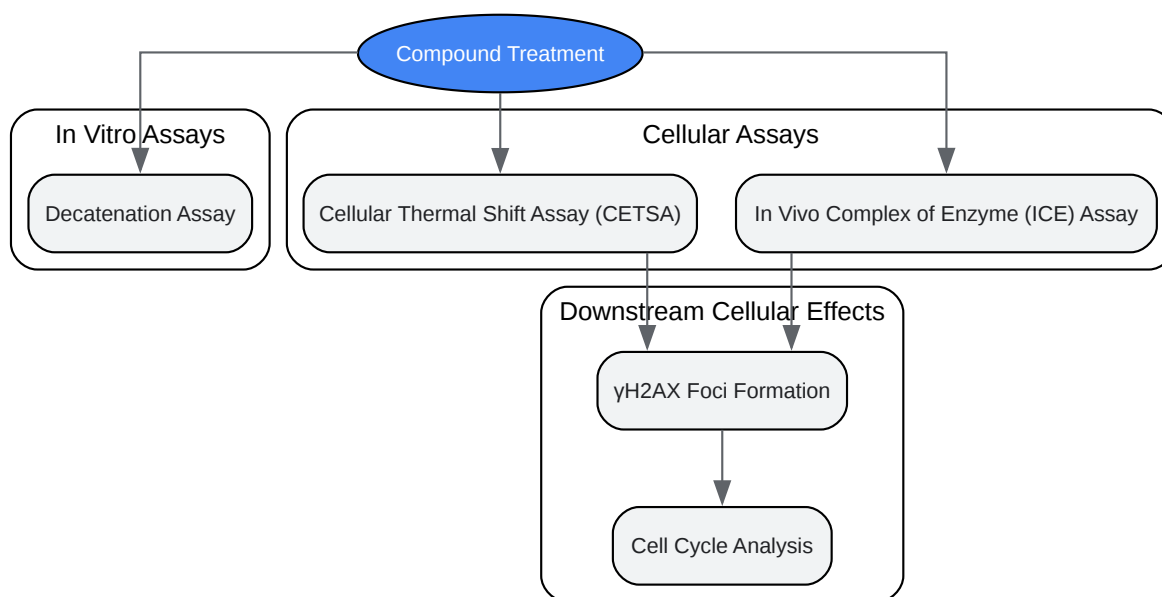 Compound Treatment
In Vitro Assays
Cellular Assays
Decatenation Assay
Cellular Thermal Shift Assay (CETSA)
In Vivo Complex of Enzyme (ICE) Assay
Downstream Cellular Effects
γH2AX Foci Formation
Cell Cycle Analysis